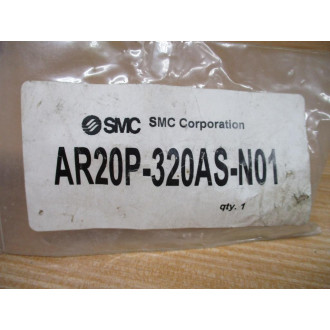 SMC SMC Corporation
AR20P-320AS-N01
qty. 1